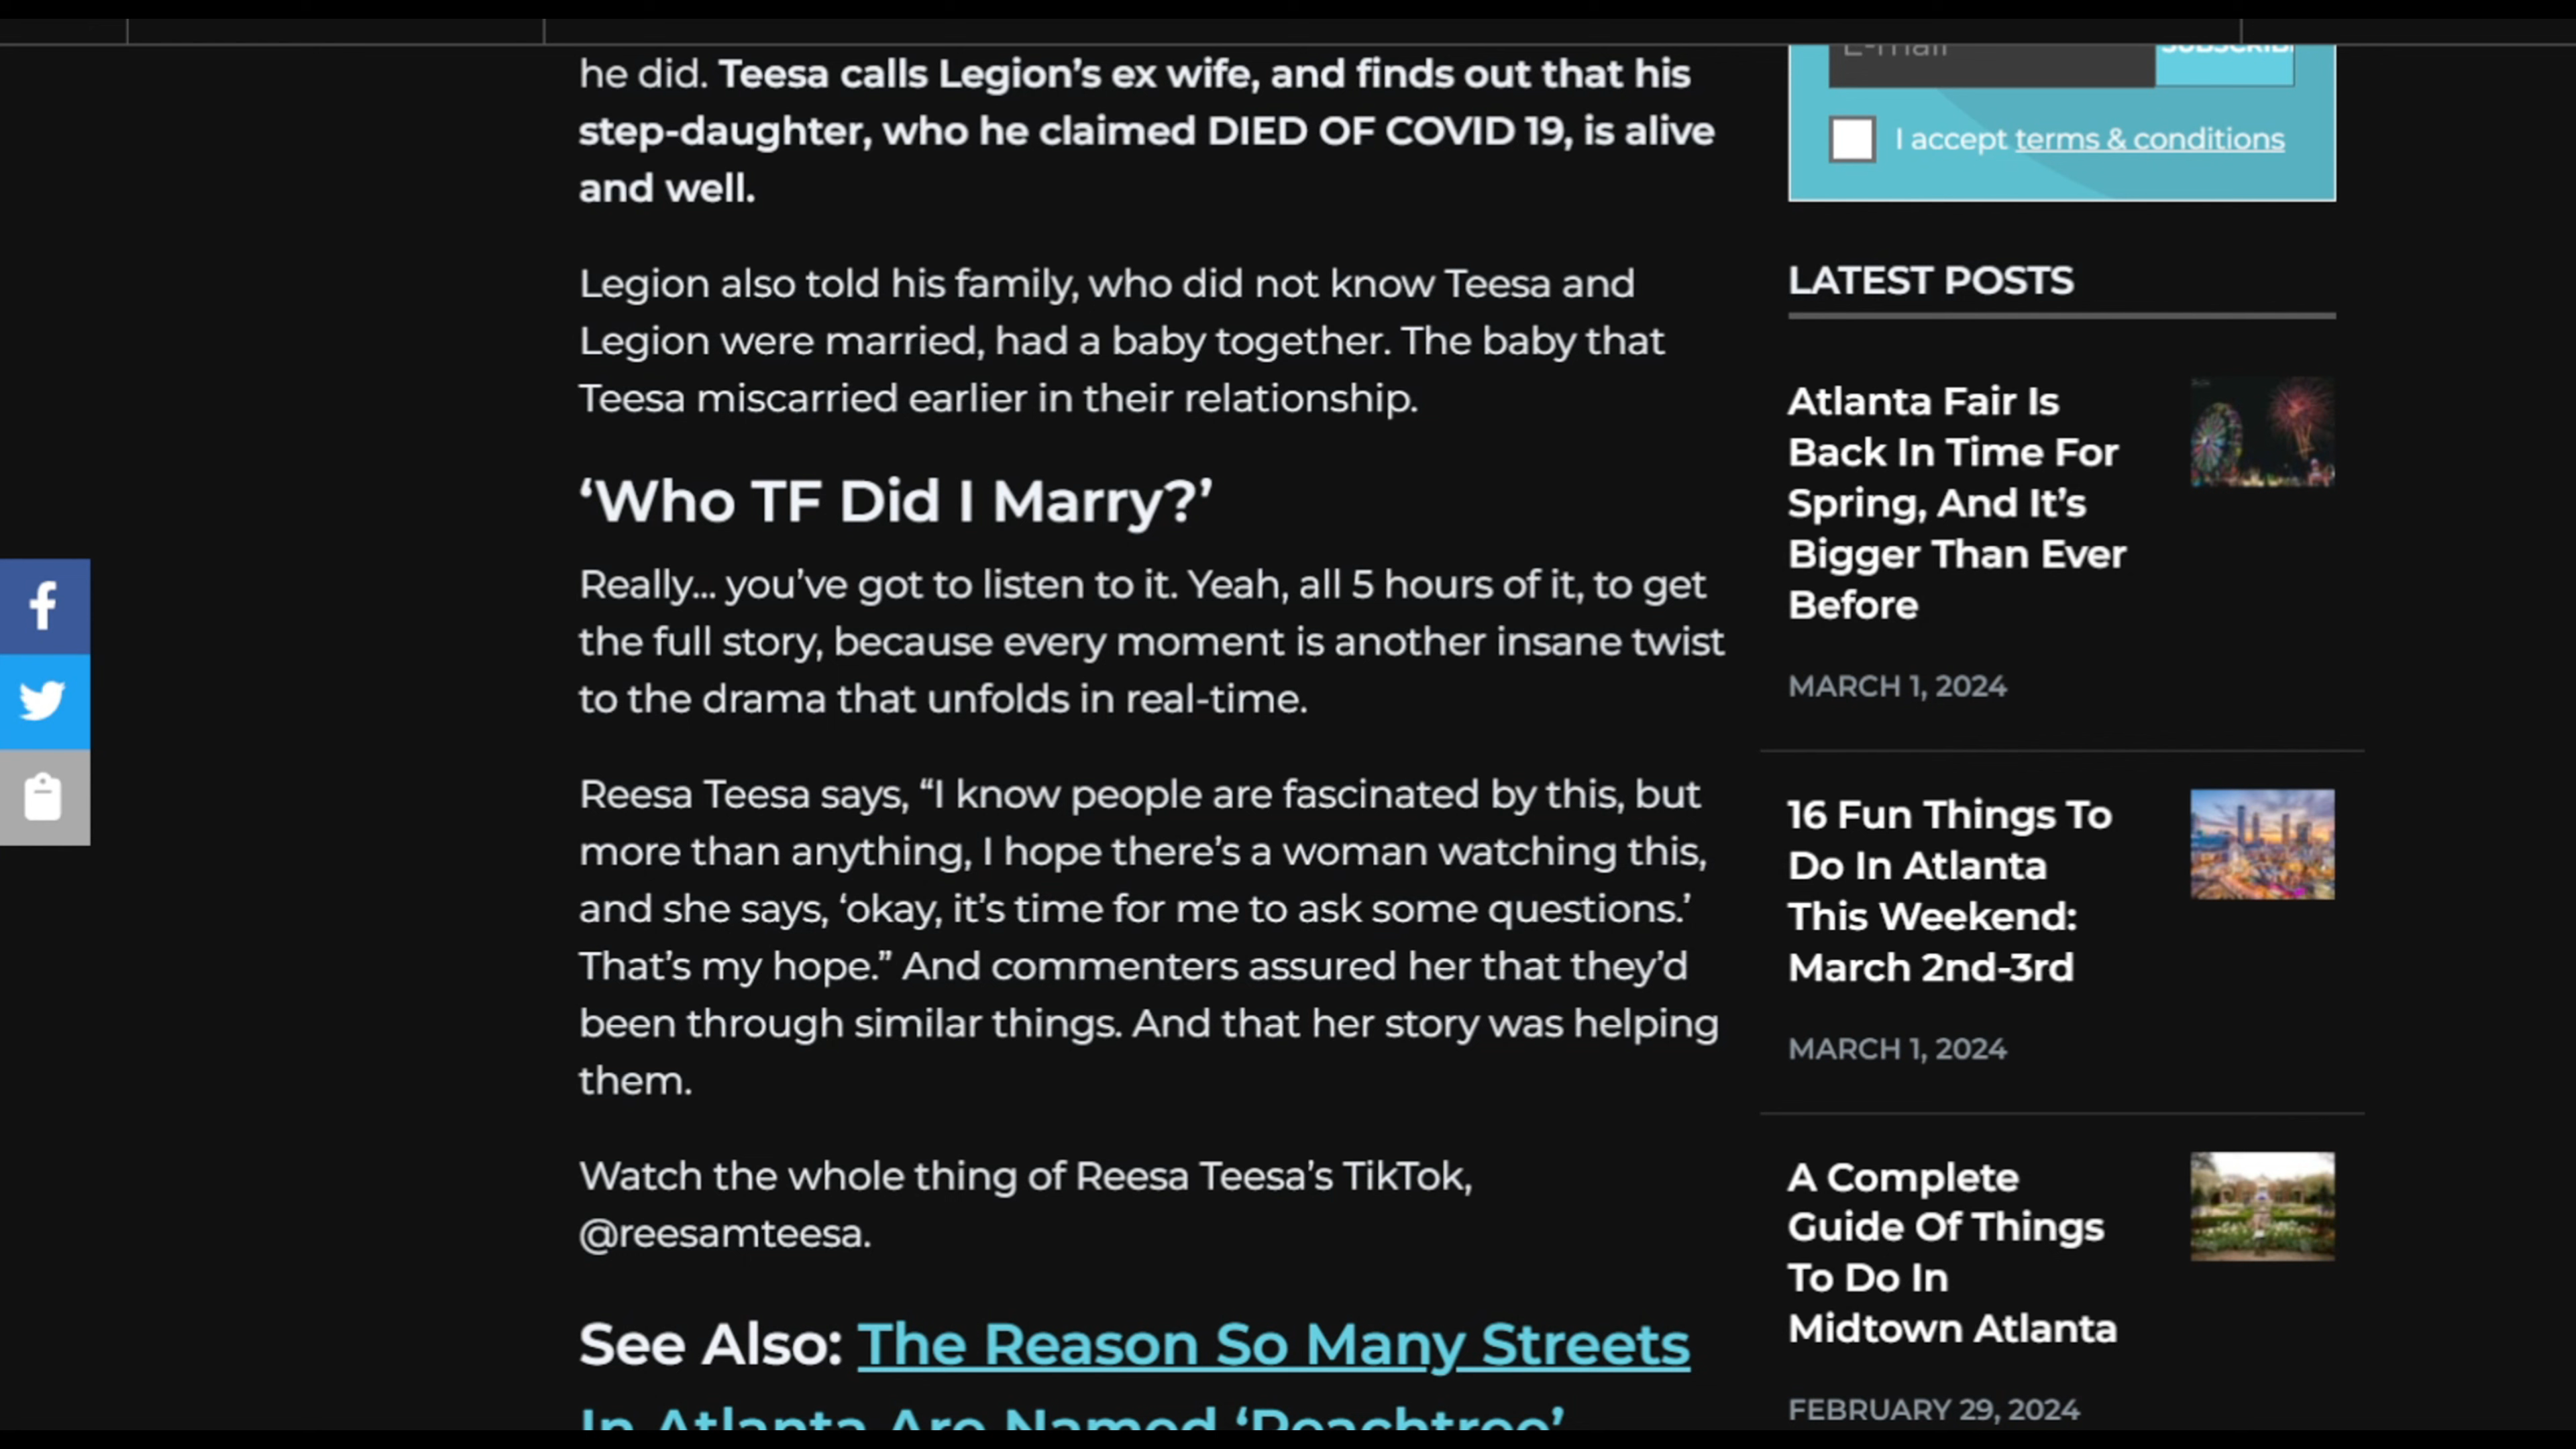 he did. Teesa calls Legion’s ex wife, and finds out that his
step-daughter, who he claimed DIED OF COVID 19, is alive
and well.
Legion also told his family, who did not know Teesa and
Legion were married, had a baby together. The baby that
Teesa miscarried earlier in their relationship.
‘Who TF Did I Marry?’
Really... you’ve got to listen to it. Yeah, all 5 hours of it, to get
the full story, because every moment is another insane twist
to the drama that unfolds in real-time.
Reesa Teesa says, “I know people are fascinated by this, but
more than anything, I hope there’s a woman watching this,
and she says, ‘okay, it’s time for me to ask some questions.’
That’s my hope.” And commenters assured her that they’d
been through similar things. And that her story was helping
them.
Watch the whole thing of Reesa Teesa’s TikTok,
@reesamteesa.
See Also: The Reason So Many Streets
In Atlanta Are Named ‘Peachtree’
E-mail
SUBSCRIBE
I accept terms & conditions
LATEST POSTS
Atlanta Fair Is
Back In Time For
Spring, And It’s
Bigger Than Ever
Before
MARCH 1, 2024
16 Fun Things To
Do In Atlanta
This Weekend:
March 2nd-3rd
MARCH 1, 2024
A Complete
Guide Of Things
To Do In
Midtown Atlanta
FEBRUARY 29, 2024